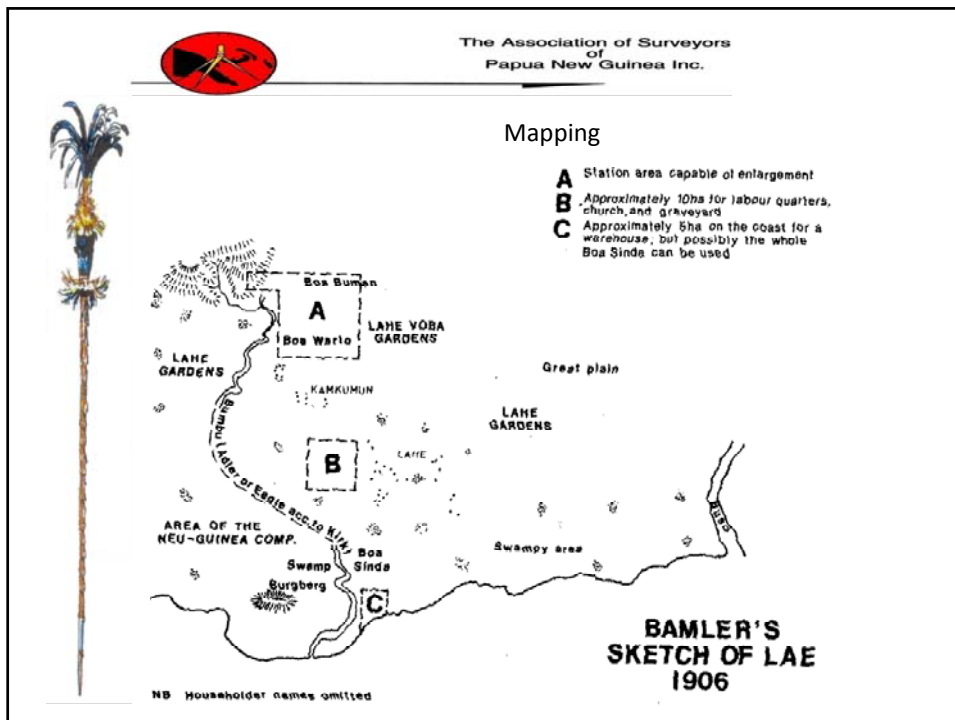 The Association of Surveyors
of
Papua New Guinea Inc.
Mapping
A Station area capable of enlargement
B Approximately 10ha for labour quarters,
church, and graveyard
C Approximately 5ha on the coast for a
warehouse, but possibly the whole
Boa Sinda can be used
Boa Buman
A
Boa Warlo
LAHE VOBA
GARDENS
LAHE
GARDENS
KAMKUMUN
Great plain
LAHE
GARDENS
B
LAHE
Bumbu (Adler or Eagle acc. to Kirk)
Busu
AREA OF THE
NEU-GUINEA COMP.
Boa
Sinda
Swamp
Swampy area
Burgberg
C
BAMLER'S
SKETCH OF LAE
1906
NB Householder names omitted